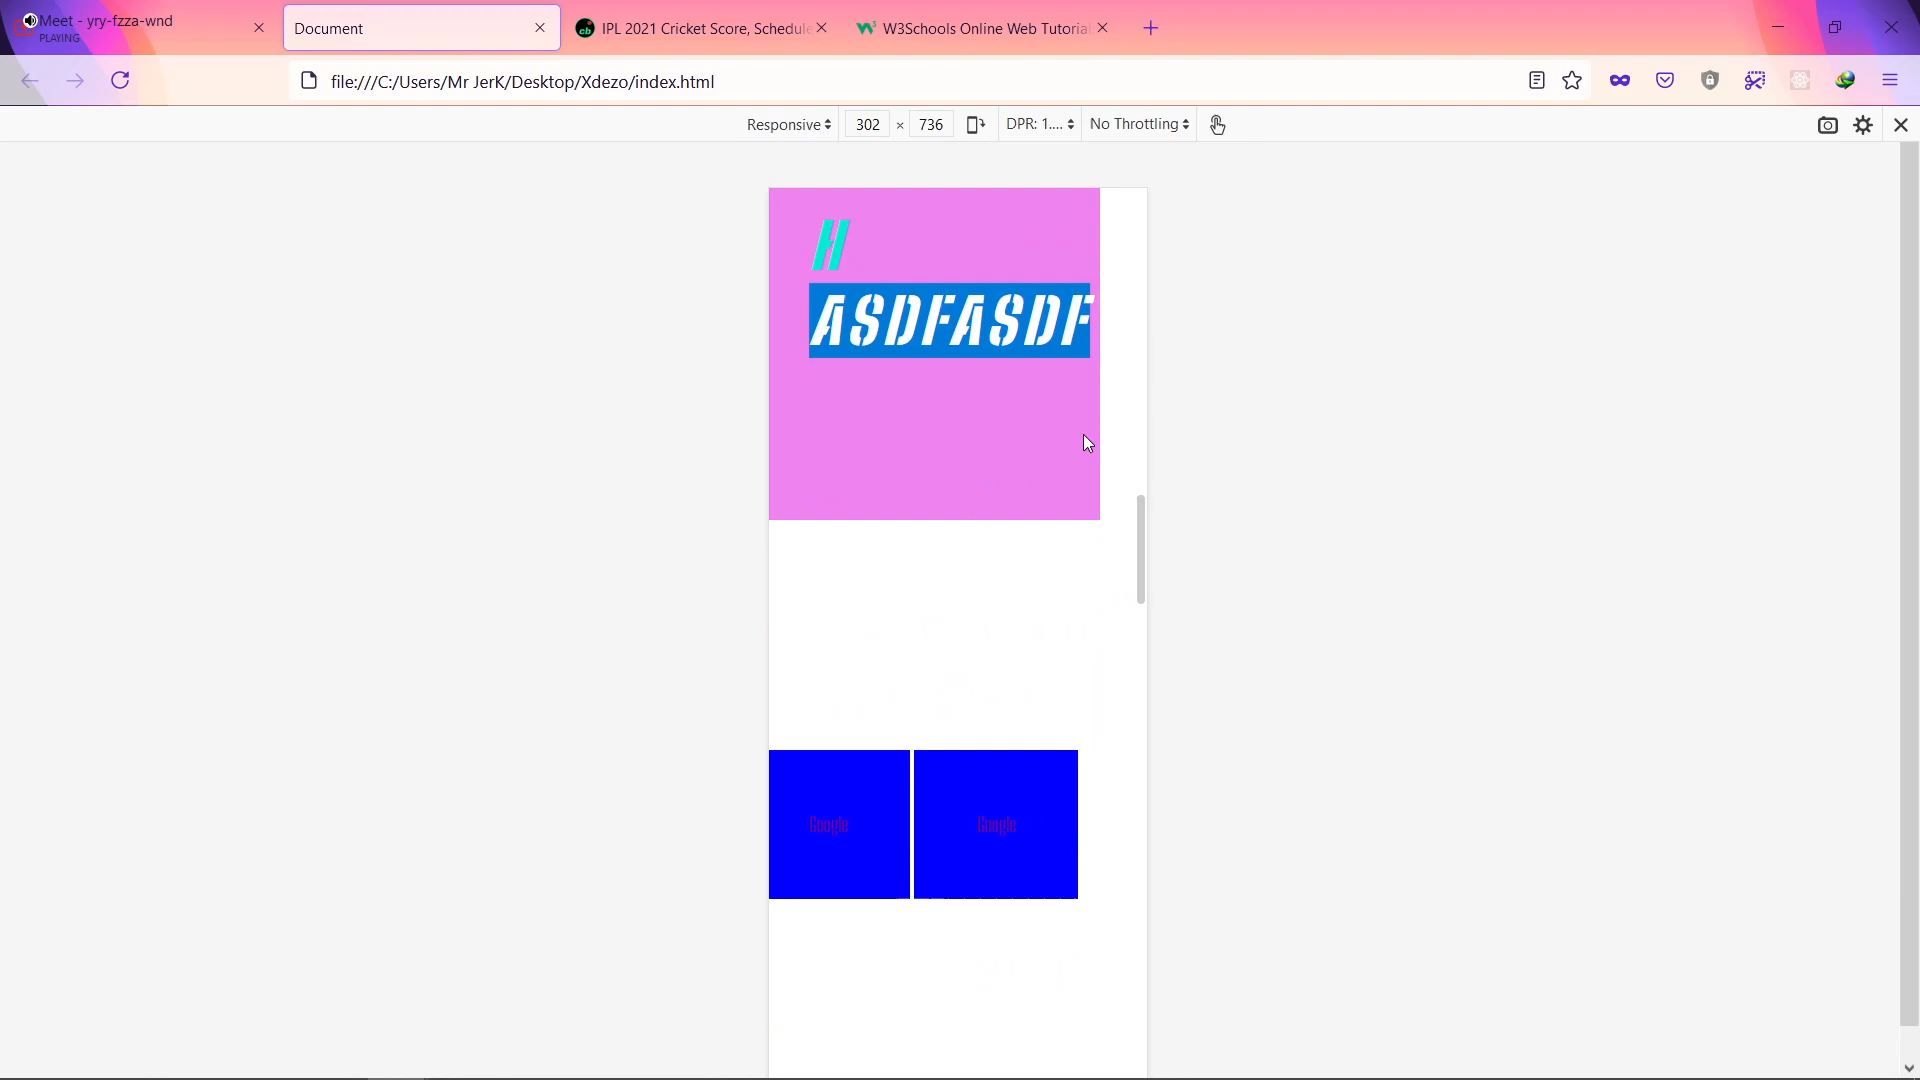 Meet - yry-fzza-wnd
PLAYING
Document
IPL 2021 Cricket Score, Schedule
W3Schools Online Web Tutorial
file:///C:/Users/Mr JerK/Desktop/Xdezo/index.html
Responsive 302 × 736 DPR: 1.... No Throttling
H
ASDFASDF
Google Google